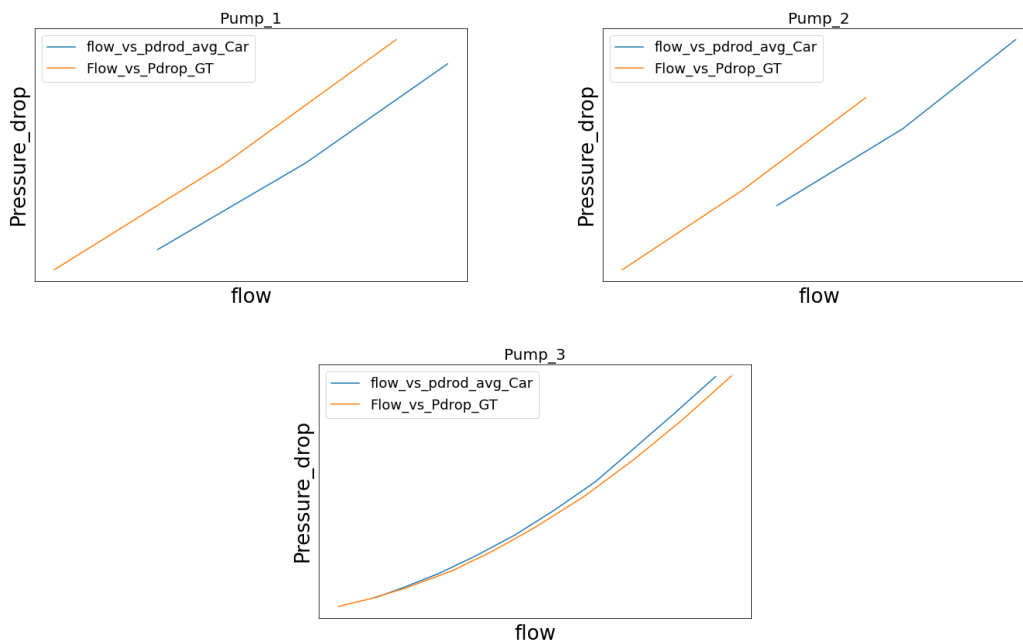 Pump_1
flow_vs_pdrod_avg_Car
Flow_vs_Pdrop_GT
Pressure_drop
flow
Pump_2
flow_vs_pdrod_avg_Car
Flow_vs_Pdrop_GT
Pressure_drop
flow
Pump_3
flow_vs_pdrod_avg_Car
Flow_vs_Pdrop_GT
Pressure_drop
flow